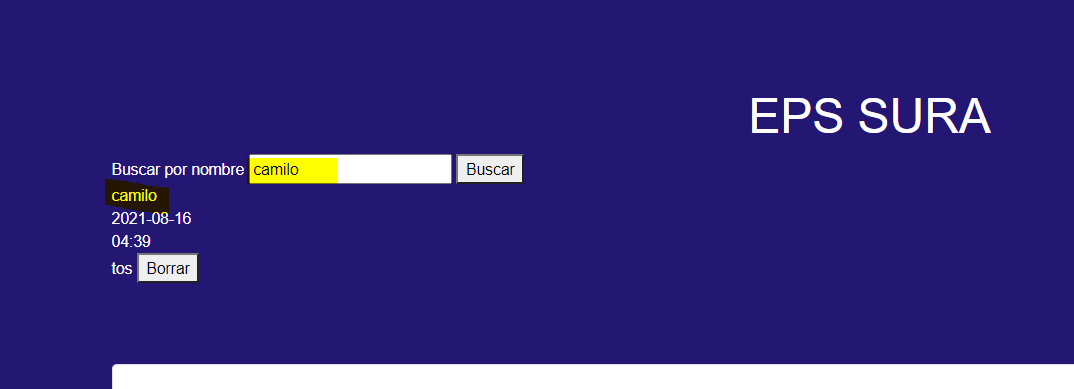 EPS SURA
Buscar por nombre camilo Buscar
camilo
2021-08-16
04:39
tos Borrar